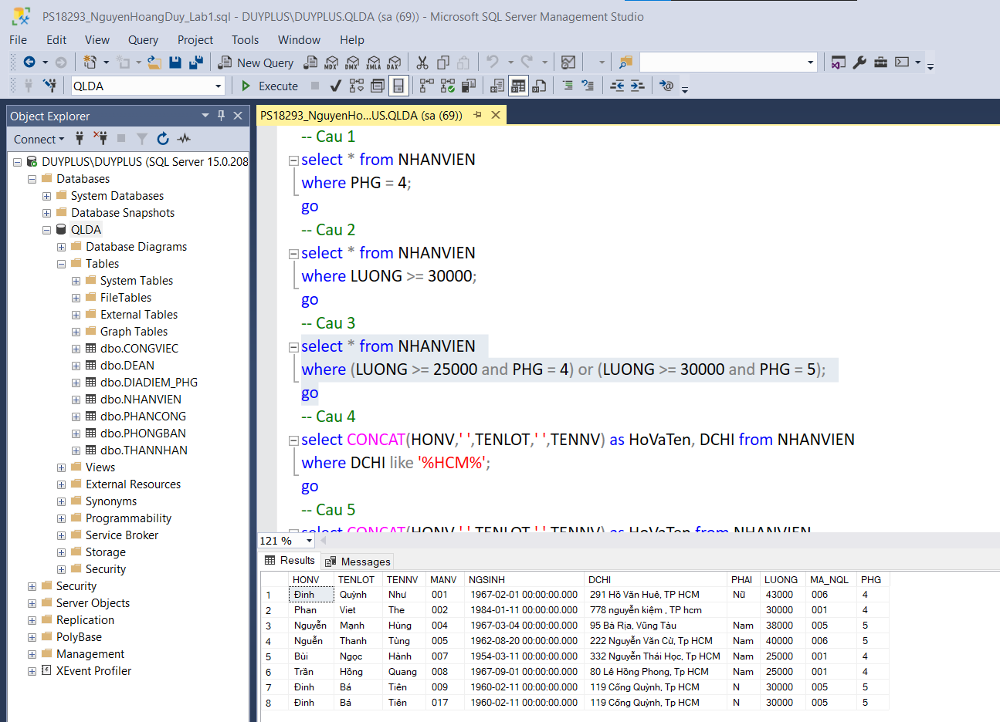 PS18293_NguyenHoangDuy_Lab1.sql - DUYPLUS\DUYPLUS.QLDA (sa (69)) - Microsoft SQL Server Management Studio
File Edit View Query Project Tools Window Help
New Query MDX DMX XMLA DAX
QLDA Execute
Object Explorer
Connect
DUYPLUS\DUYPLUS (SQL Server 15.0.208
Databases
System Databases
Database Snapshots
QLDA
Database Diagrams
Tables
System Tables
FileTables
External Tables
Graph Tables
dbo.CONGVIEC
dbo.DEAN
dbo.DIADIEM_PHG
dbo.NHANVIEN
dbo.PHANCONG
dbo.PHONGBAN
dbo.THANNHAN
Views
External Resources
Synonyms
Programmability
Service Broker
Storage
Security
Security
Server Objects
Replication
PolyBase
Management
XEvent Profiler
PS18293_NguyenHo...US.QLDA (sa (69))
-- Cau 1
select * from NHANVIEN
where PHG = 4;
go
-- Cau 2
select * from NHANVIEN
where LUONG >= 30000;
go
-- Cau 3
select * from NHANVIEN
where (LUONG >= 25000 and PHG = 4) or (LUONG >= 30000 and PHG = 5);
go
-- Cau 4
select CONCAT(HONV,' ',TENLOT,' ',TENNV) as HoVaTen, DCHI from NHANVIEN
where DCHI like '%HCM%';
go
-- Cau 5
select CONCAT(HONV,' ',TENLOT,' ',TENNV) as HoVaTen from NHANVIEN
121 %
Results Messages
HONV TENLOT TENNV MANV NGSINH DCHI PHAI LUONG MA_NQL PHG
1 Đinh Quỳnh Như 001 1967-02-01 00:00:00.000 291 Hồ Văn Huê, TP HCM Nữ 43000 006 4
2 Phan Viet The 002 1984-01-11 00:00:00.000 778 nguyễn kiệm , TP hcm 30000 001 4
3 Nguyễn Mạnh Hùng 004 1967-03-04 00:00:00.000 95 Bà Rịa, Vũng Tàu Nam 38000 005 5
4 Nguễn Thanh Tùng 005 1962-08-20 00:00:00.000 222 Nguyễn Văn Cừ, Tp HCM Nam 40000 006 5
5 Bùi Ngọc Hành 007 1954-03-11 00:00:00.000 332 Nguyễn Thái Học, Tp HCM Nam 25000 001 4
6 Trần Hồng Quang 008 1967-09-01 00:00:00.000 80 Lê Hồng Phong, Tp HCM Nam 25000 001 4
7 Đinh Bá Tiên 009 1960-02-11 00:00:00.000 119 Cống Quỳnh, Tp HCM N 30000 005 5
8 Đinh Bá Tiên 017 1960-02-11 00:00:00.000 119 Cống Quỳnh, Tp HCM N 30000 005 5